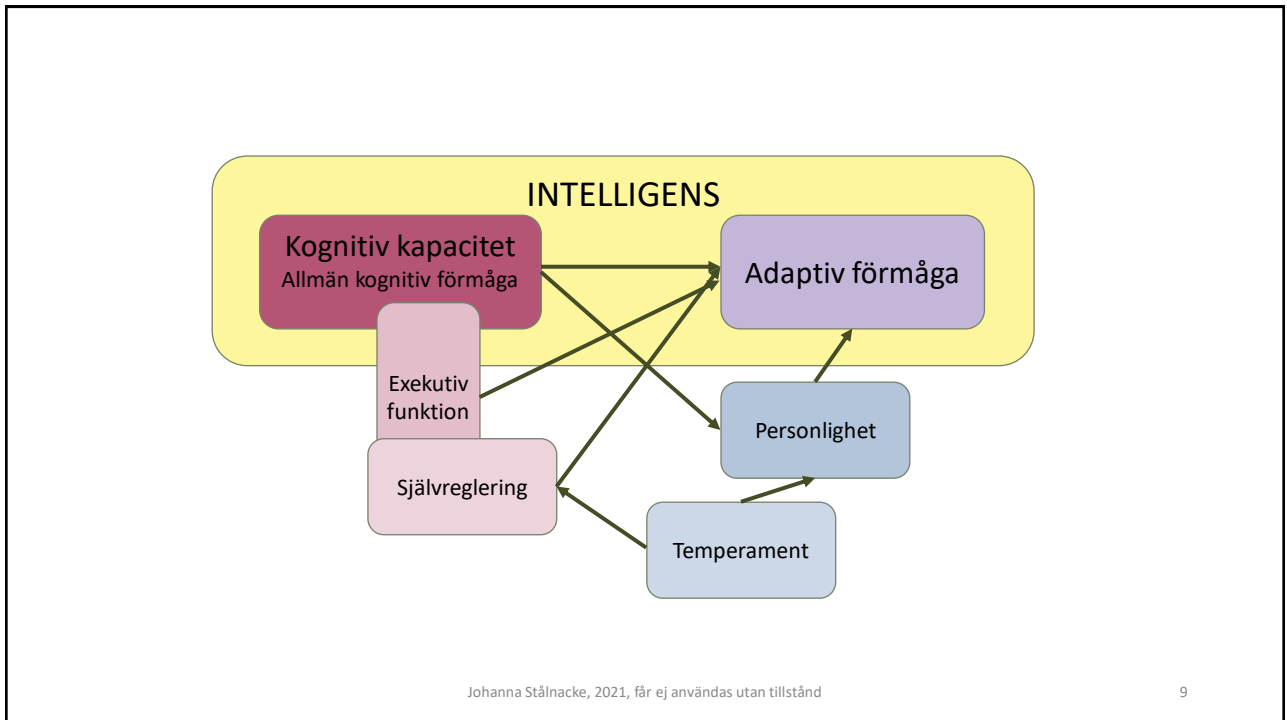 INTELLIGENS
Kognitiv kapacitet
Allmän kognitiv förmåga
Adaptiv förmåga
Exekutiv
funktion
Personlighet
Självreglering
Temperament
Johanna Stålnacke, 2021, får ej användas utan tillstånd
9